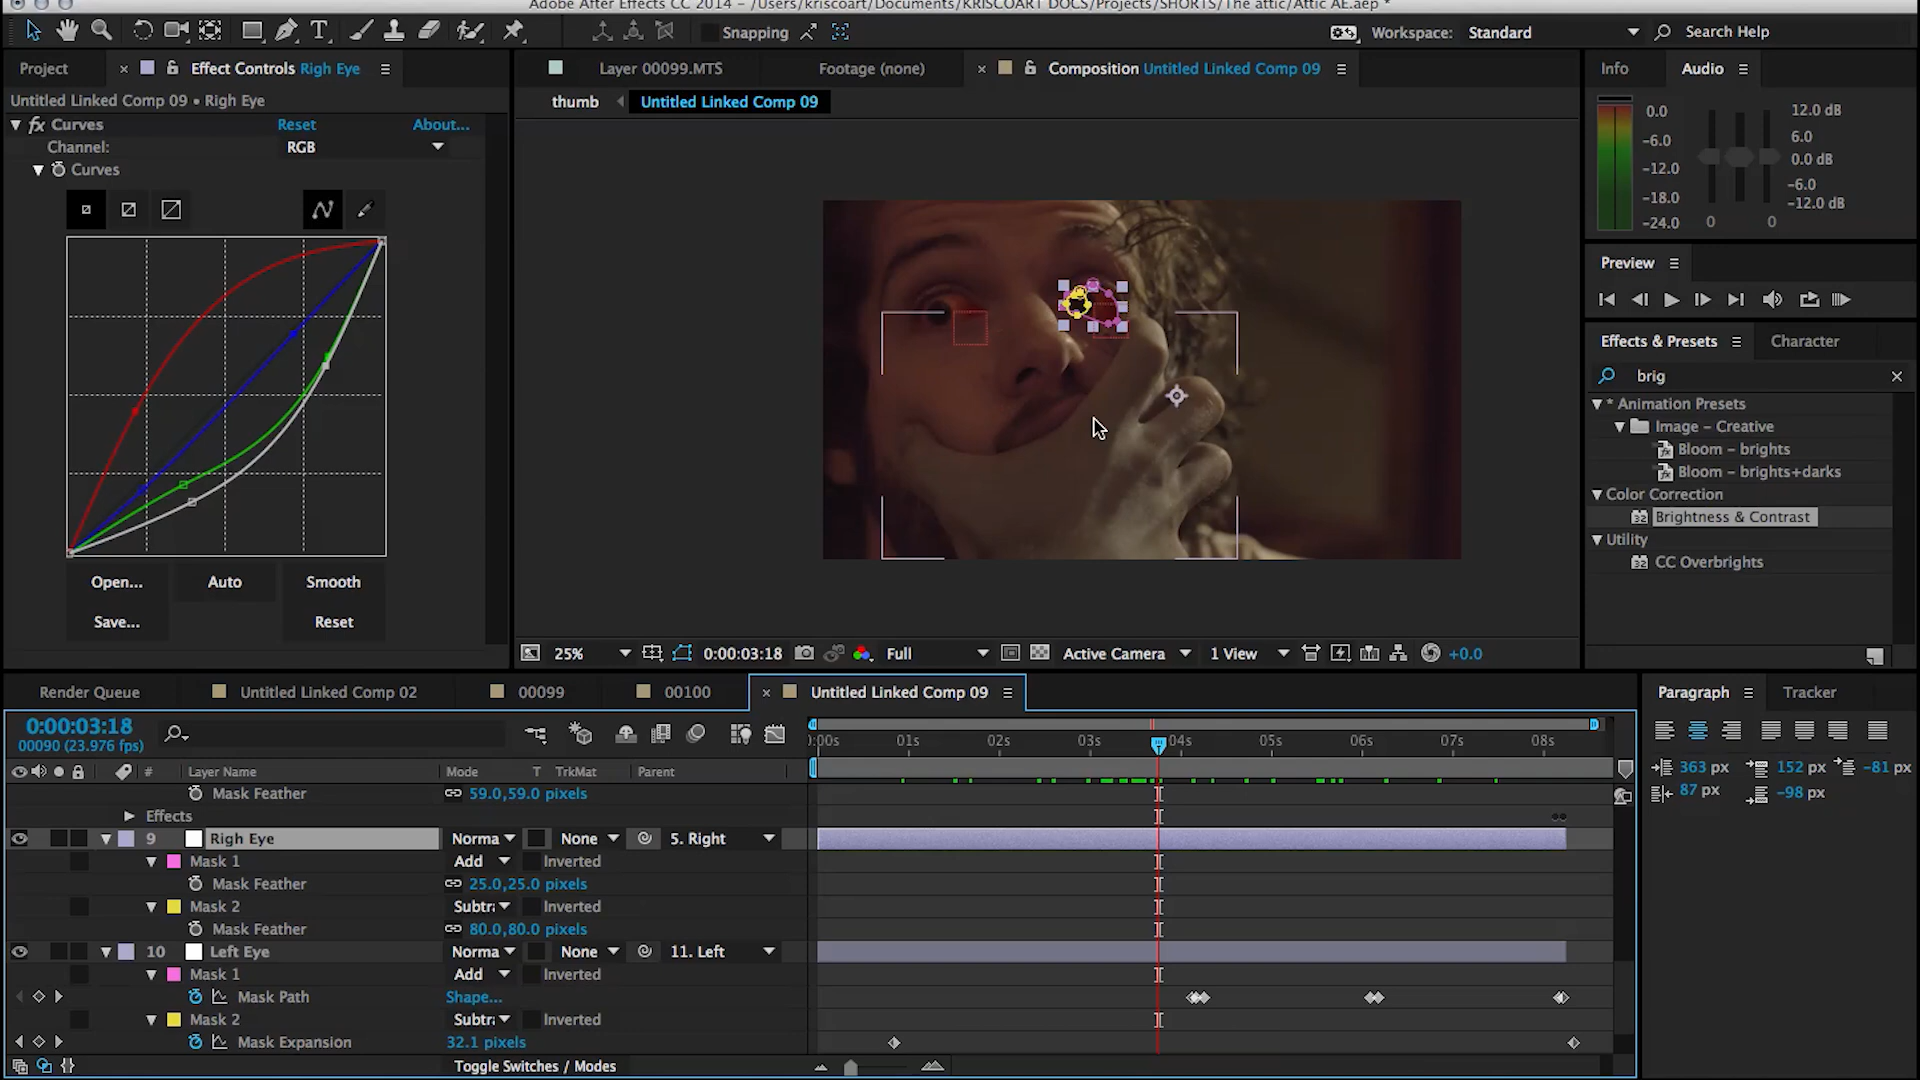 Adobe After Effects CC 2014 - /Users/kriscoart/Documents/KRISCOART DOCS/Projects/SHORTS/The attic/Attic AE.aep *
Snapping
Workspace: Standard
Search Help
Project
Effect Controls Righ Eye
Layer 00099.MTS
Footage (none)
Composition Untitled Linked Comp 09
Info
Audio
Untitled Linked Comp 09 • Righ Eye
thumb
Untitled Linked Comp 09
fx Curves
Reset
About...
Channel:
RGB
Curves
0.0
-6.0
-12.0
-18.0
-24.0
12.0 dB
6.0
0.0 dB
-6.0
-12.0 dB
0
0
Preview
Effects & Presets
Character
brig
* Animation Presets
Image – Creative
Bloom – brights
Bloom – brights+darks
Color Correction
Brightness & Contrast
Utility
CC Overbrights
Open...
Auto
Smooth
Save...
Reset
25%
0:00:03:18
Full
Active Camera
1 View
+0.0
Render Queue
Untitled Linked Comp 02
00099
00100
Untitled Linked Comp 09
Paragraph
Tracker
0:00:03:18
00090 (23.976 fps)
:00s
01s
02s
03s
04s
05s
06s
07s
08s
363 px
152 px
-81 px
87 px
-98 px
#
Layer Name
Mode
T
TrkMat
Parent
Mask Feather
59.0,59.0 pixels
Effects
9
Righ Eye
Norma
None
5. Right
Mask 1
Add
Inverted
Mask Feather
25.0,25.0 pixels
Mask 2
Subtr
Inverted
Mask Feather
80.0,80.0 pixels
10
Left Eye
Norma
None
11. Left
Mask 1
Add
Inverted
Mask Path
Shape...
Mask 2
Subtr
Inverted
Mask Expansion
32.1 pixels
Toggle Switches / Modes